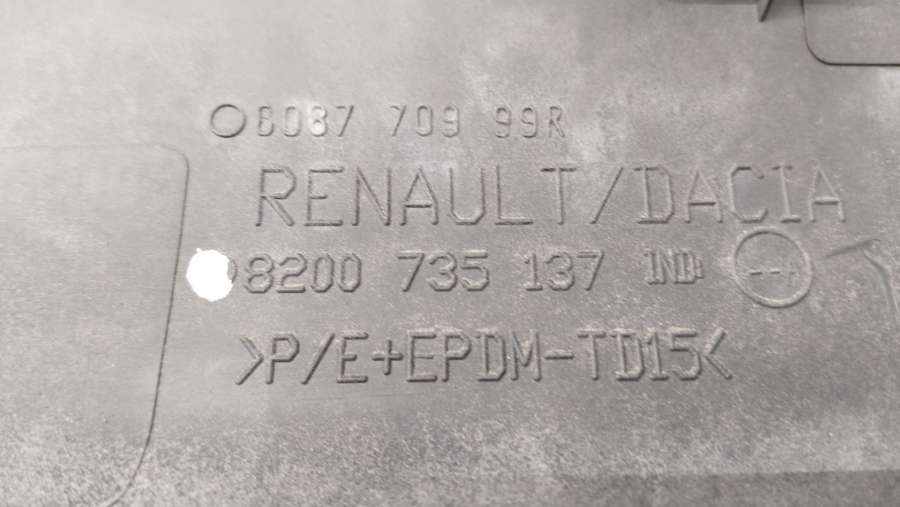 8087 709 99R
RENAULT/DACIA
8200 735 137 IND: --A
>P/E+EPDM-TD15<